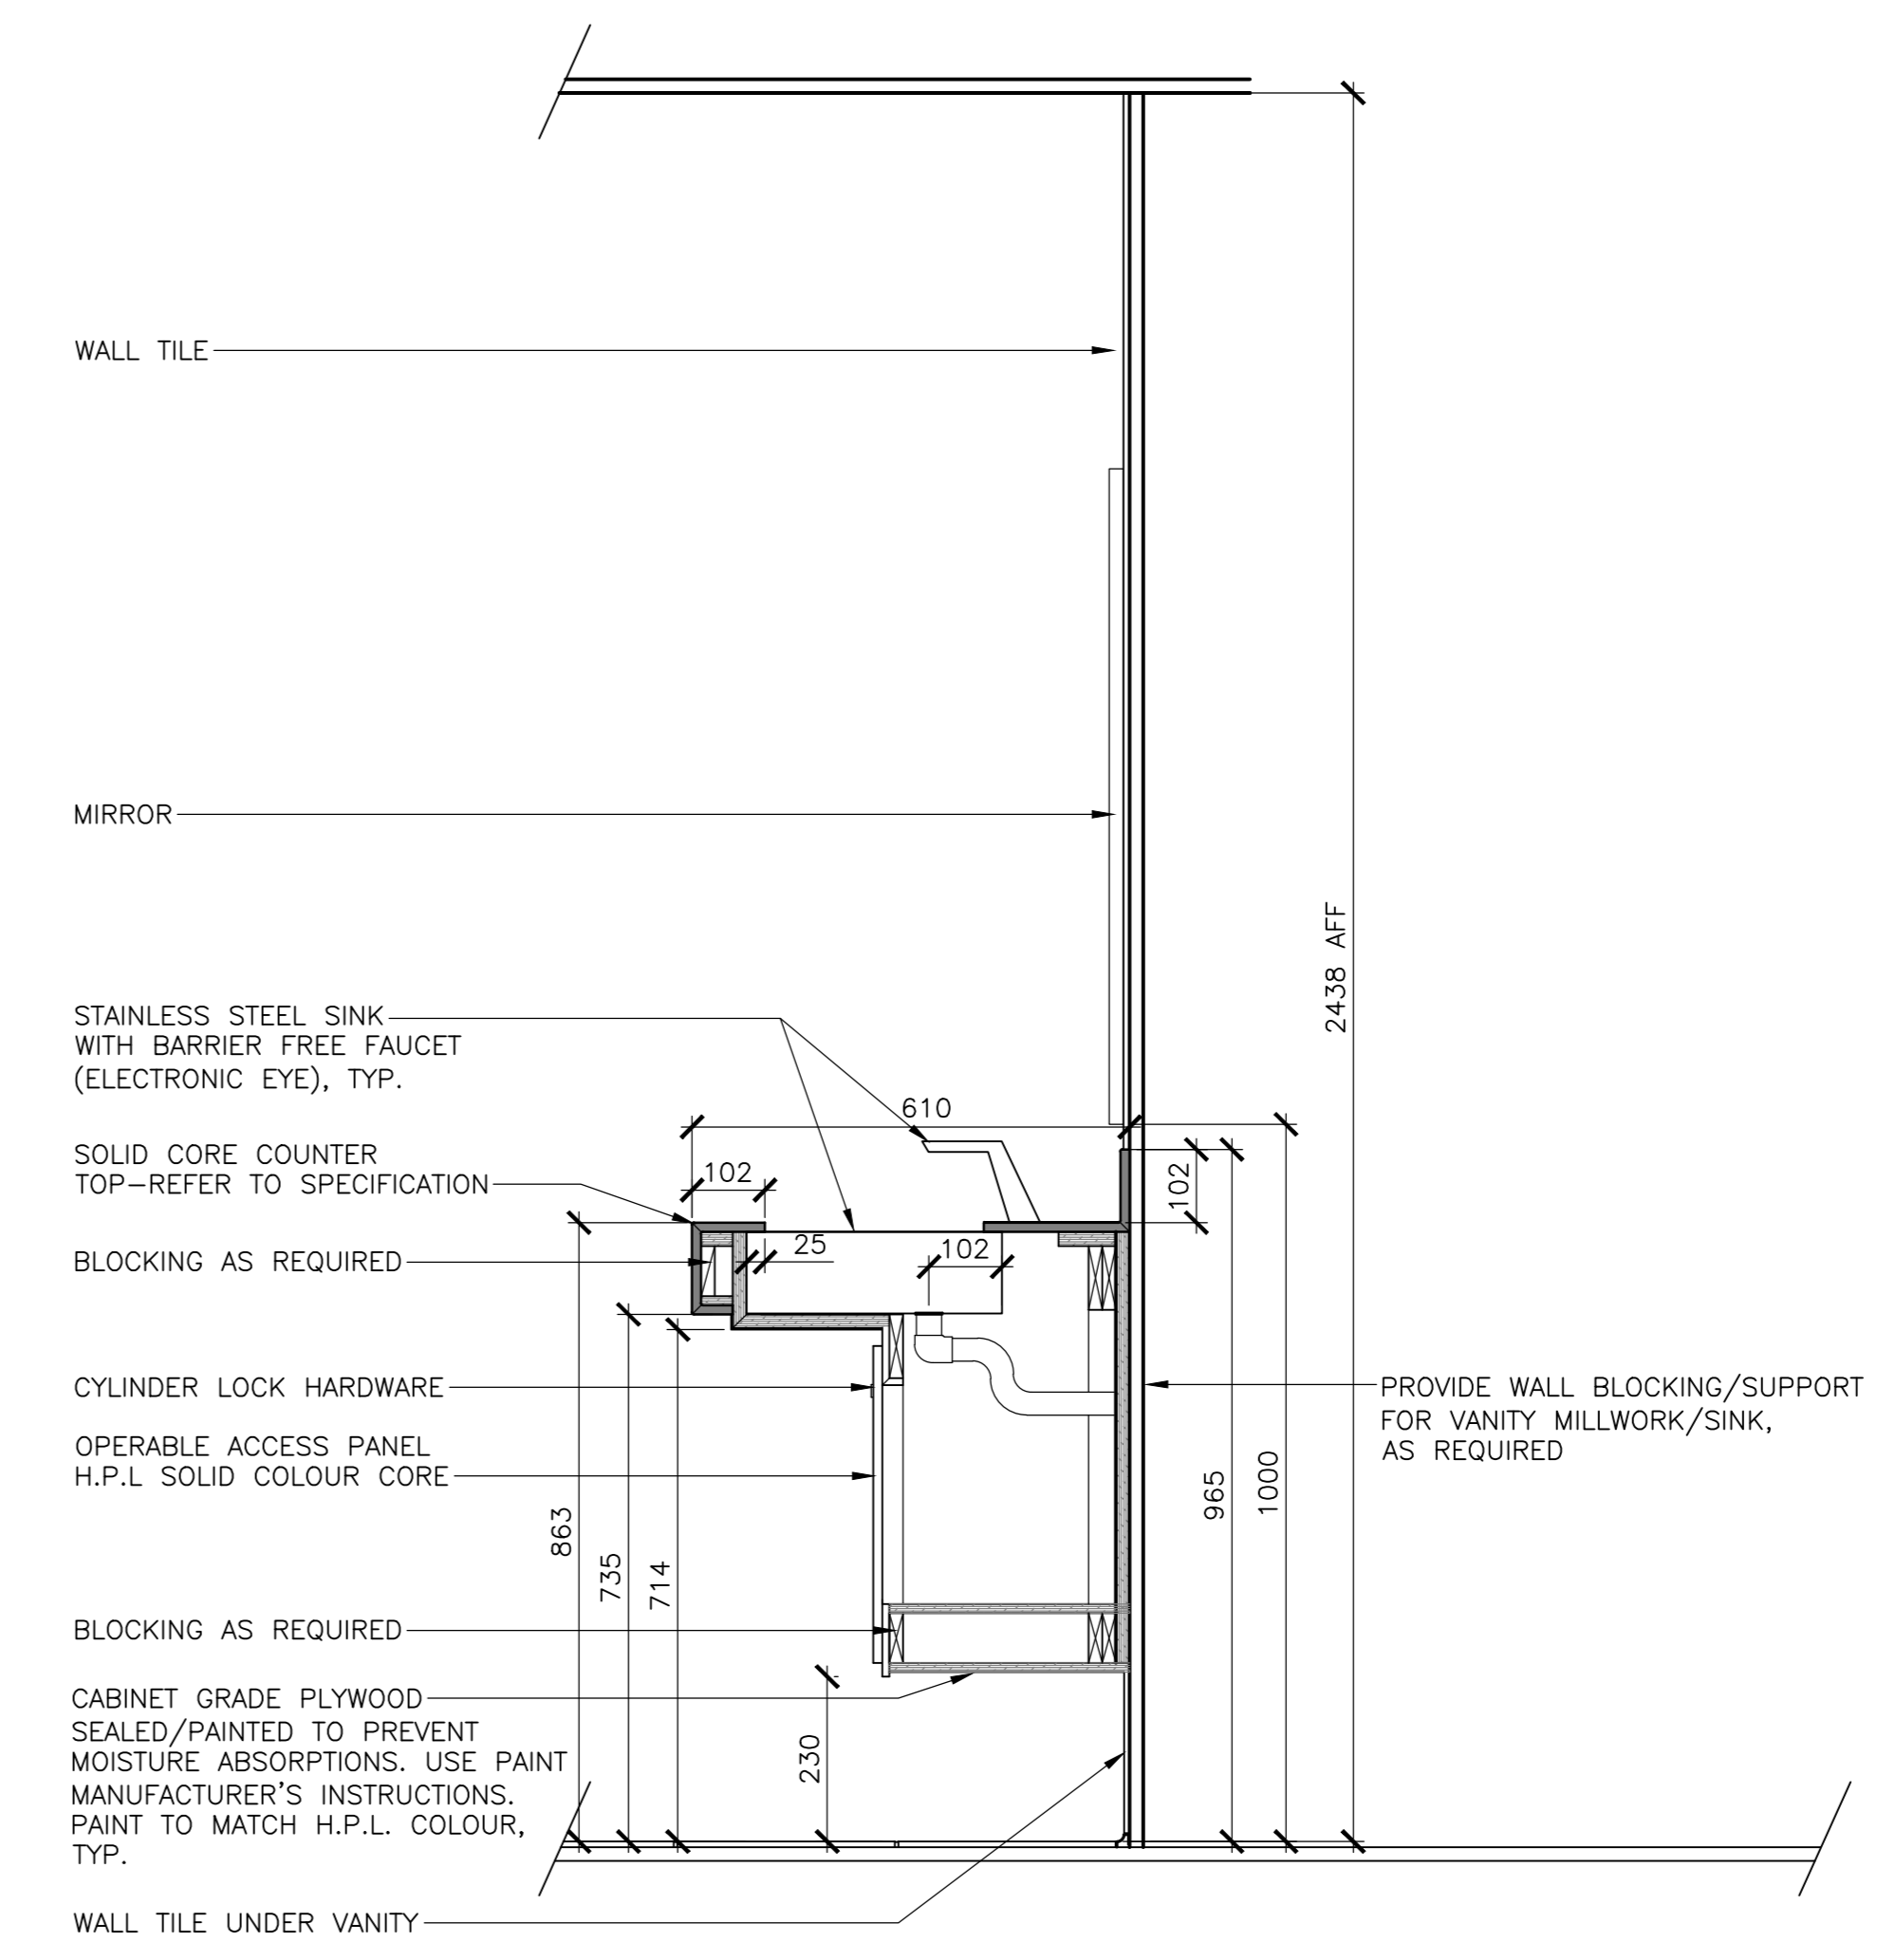 WALL TILE
MIRROR
2438 AFF
STAINLESS STEEL SINK
WITH BARRIER FREE FAUCET
(ELECTRONIC EYE), TYP.
610
SOLID CORE COUNTER
TOP-REFER TO SPECIFICATION
102
102
BLOCKING AS REQUIRED
25
102
CYLINDER LOCK HARDWARE
PROVIDE WALL BLOCKING/SUPPORT
FOR VANITY MILLWORK/SINK,
AS REQUIRED
OPERABLE ACCESS PANEL
H.P.L SOLID COLOUR CORE
863
735
714
965
1000
BLOCKING AS REQUIRED
CABINET GRADE PLYWOOD
SEALED/PAINTED TO PREVENT
MOISTURE ABSORPTIONS. USE PAINT
MANUFACTURER'S INSTRUCTIONS.
PAINT TO MATCH H.P.L. COLOUR,
TYP.
230
WALL TILE UNDER VANITY